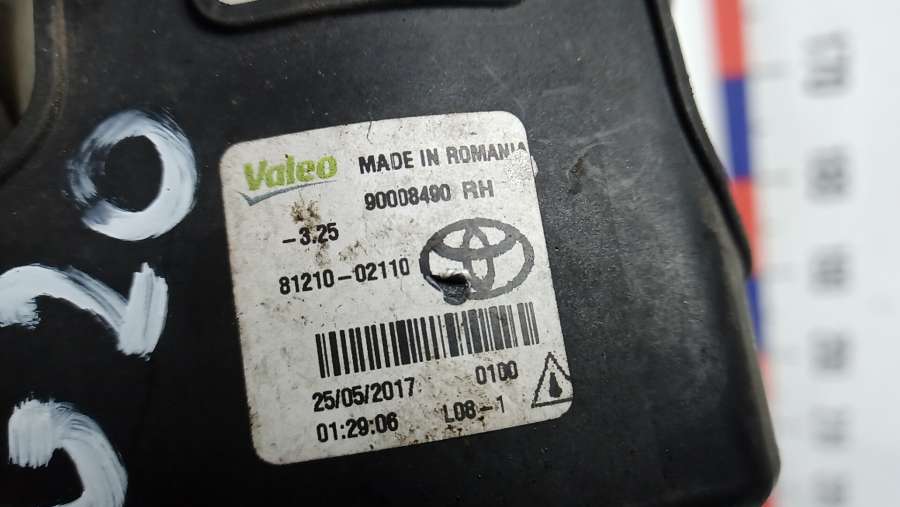 Valeo MADE IN ROMANIA
90008490 RH
-3.25
81210-02110
25/05/2017 0100
01:29:06 L08-1